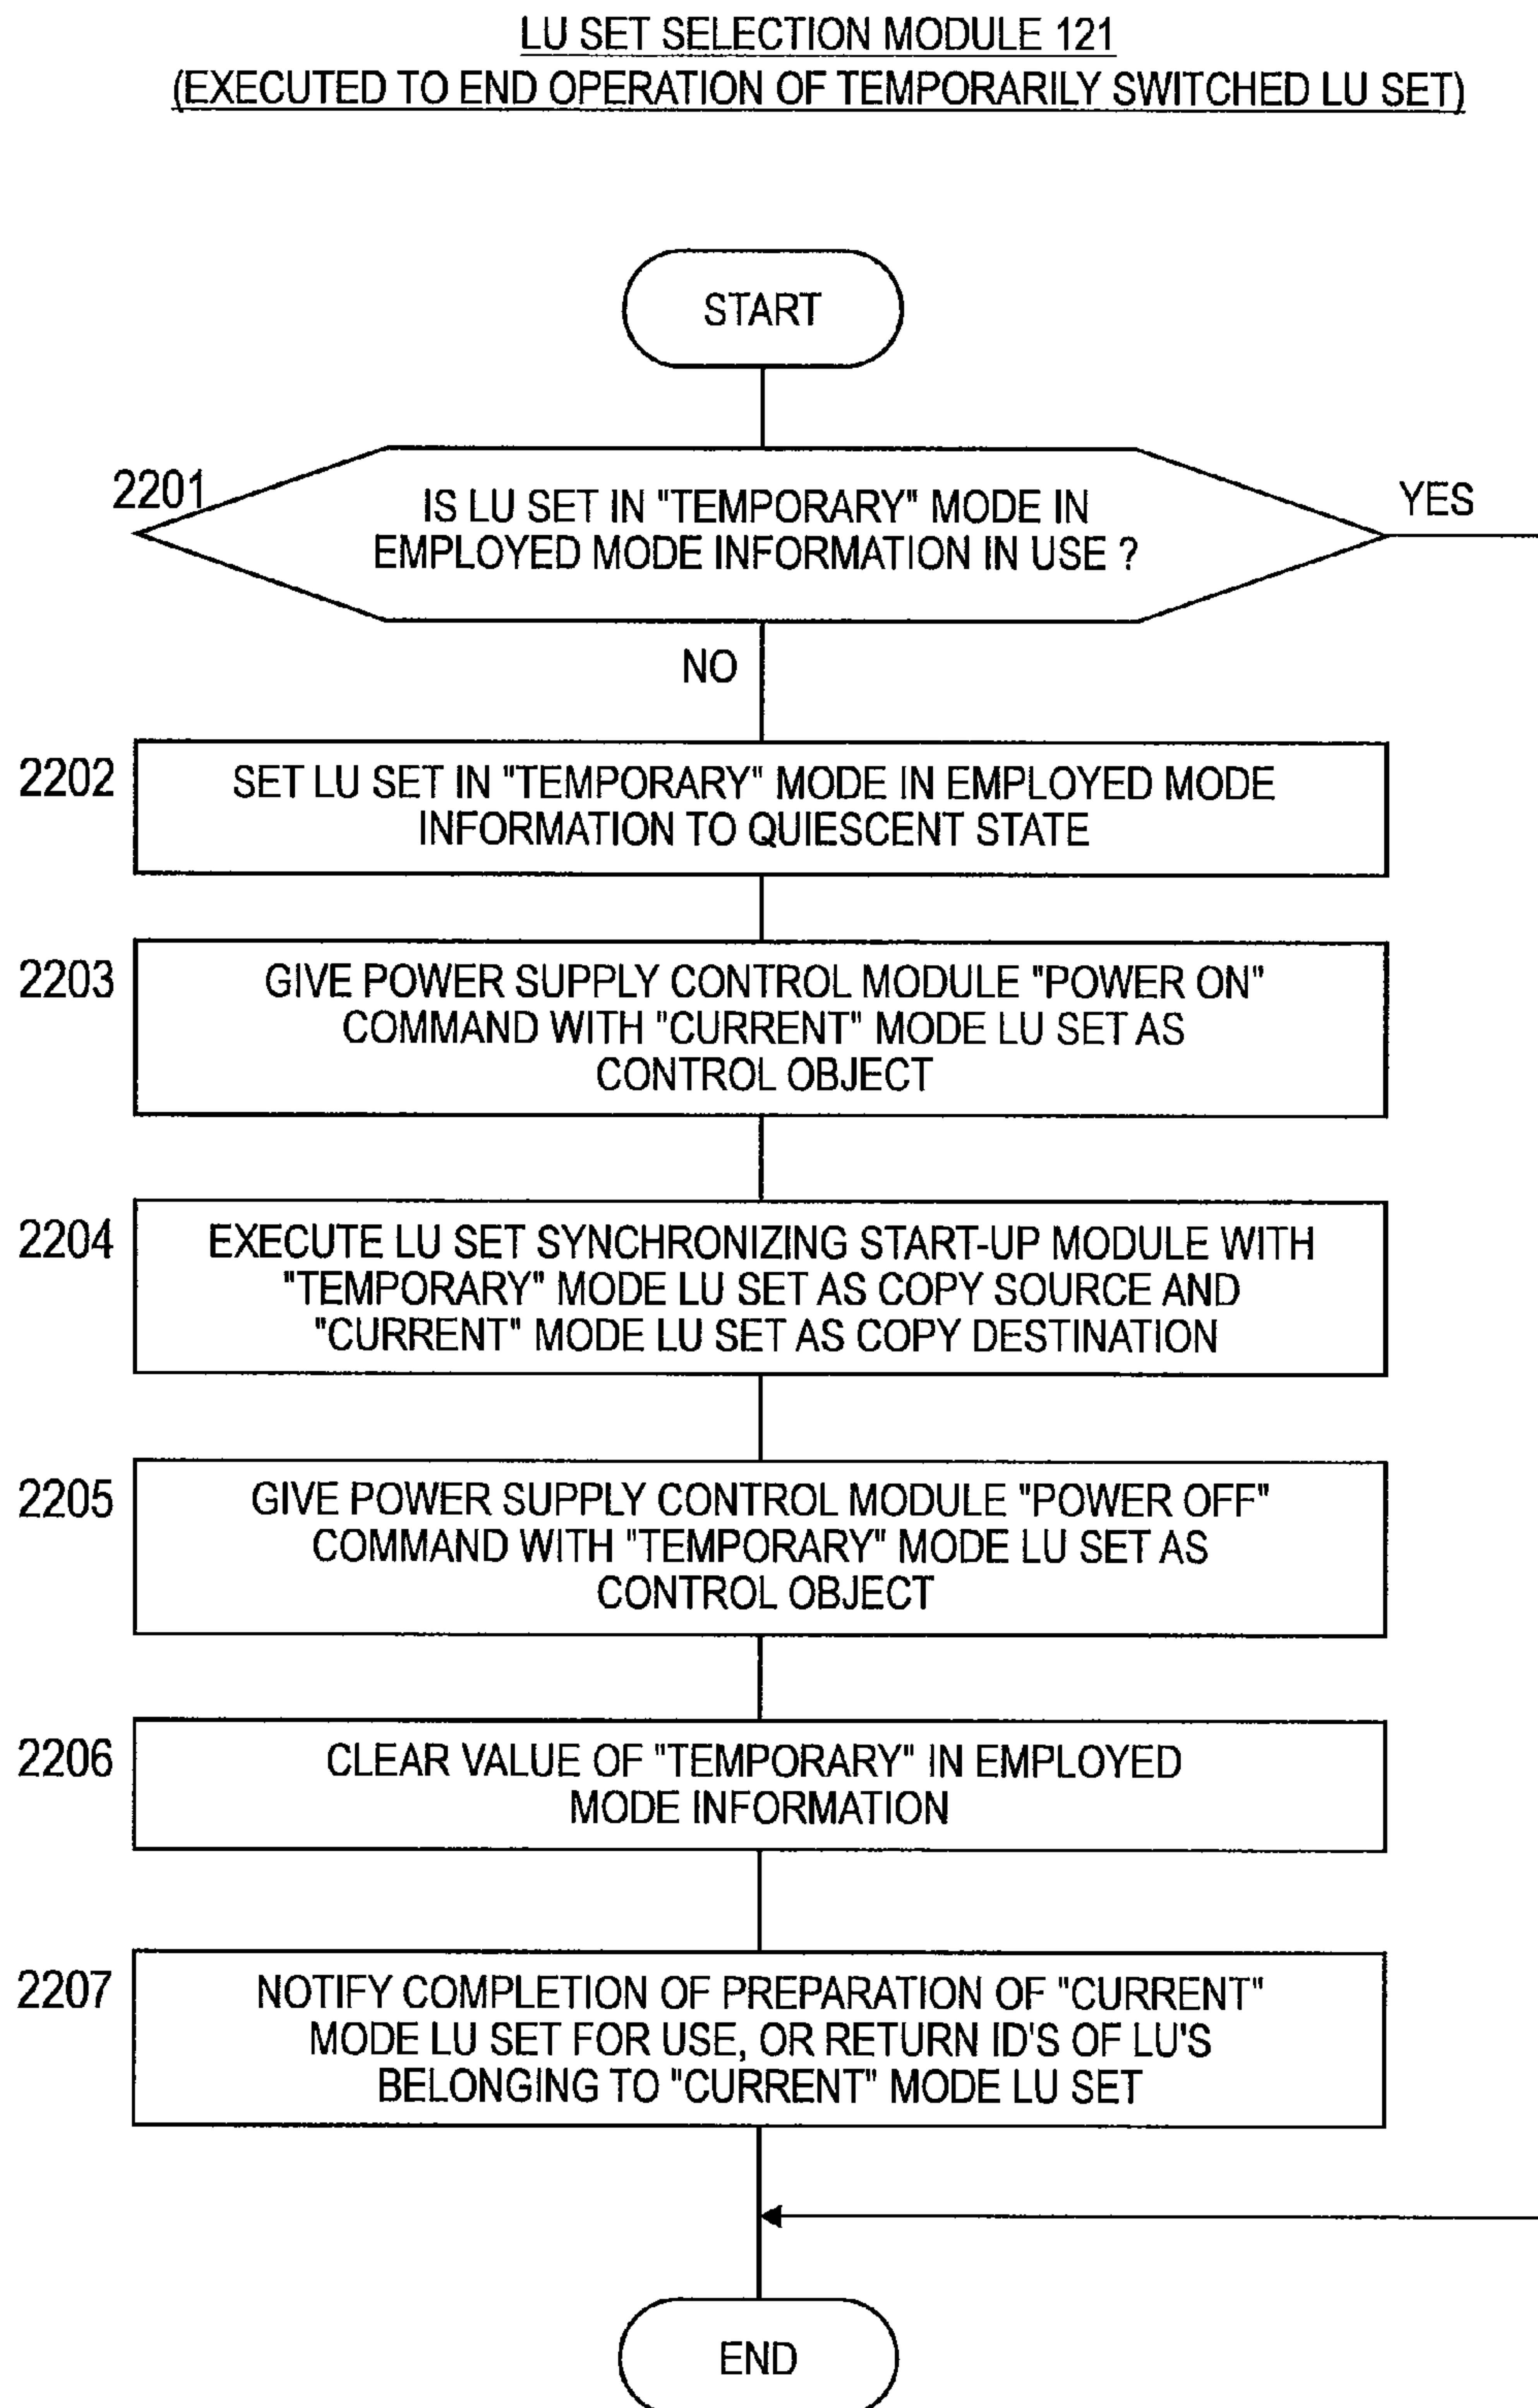 LU SET SELECTION MODULE 121
(EXECUTED TO END OPERATION OF TEMPORARILY SWITCHED LU SET)
START
2201
IS LU SET IN "TEMPORARY" MODE IN
EMPLOYED MODE INFORMATION IN USE ?
YES
NO
2202
SET LU SET IN "TEMPORARY" MODE IN EMPLOYED MODE
INFORMATION TO QUIESCENT STATE
2203
GIVE POWER SUPPLY CONTROL MODULE "POWER ON"
COMMAND WITH "CURRENT" MODE LU SET AS
CONTROL OBJECT
2204
EXECUTE LU SET SYNCHRONIZING START-UP MODULE WITH
"TEMPORARY" MODE LU SET AS COPY SOURCE AND
"CURRENT" MODE LU SET AS COPY DESTINATION
2205
GIVE POWER SUPPLY CONTROL MODULE "POWER OFF"
COMMAND WITH "TEMPORARY" MODE LU SET AS
CONTROL OBJECT
2206
CLEAR VALUE OF "TEMPORARY" IN EMPLOYED
MODE INFORMATION
2207
NOTIFY COMPLETION OF PREPARATION OF "CURRENT"
MODE LU SET FOR USE, OR RETURN ID'S OF LU'S
BELONGING TO "CURRENT" MODE LU SET
END